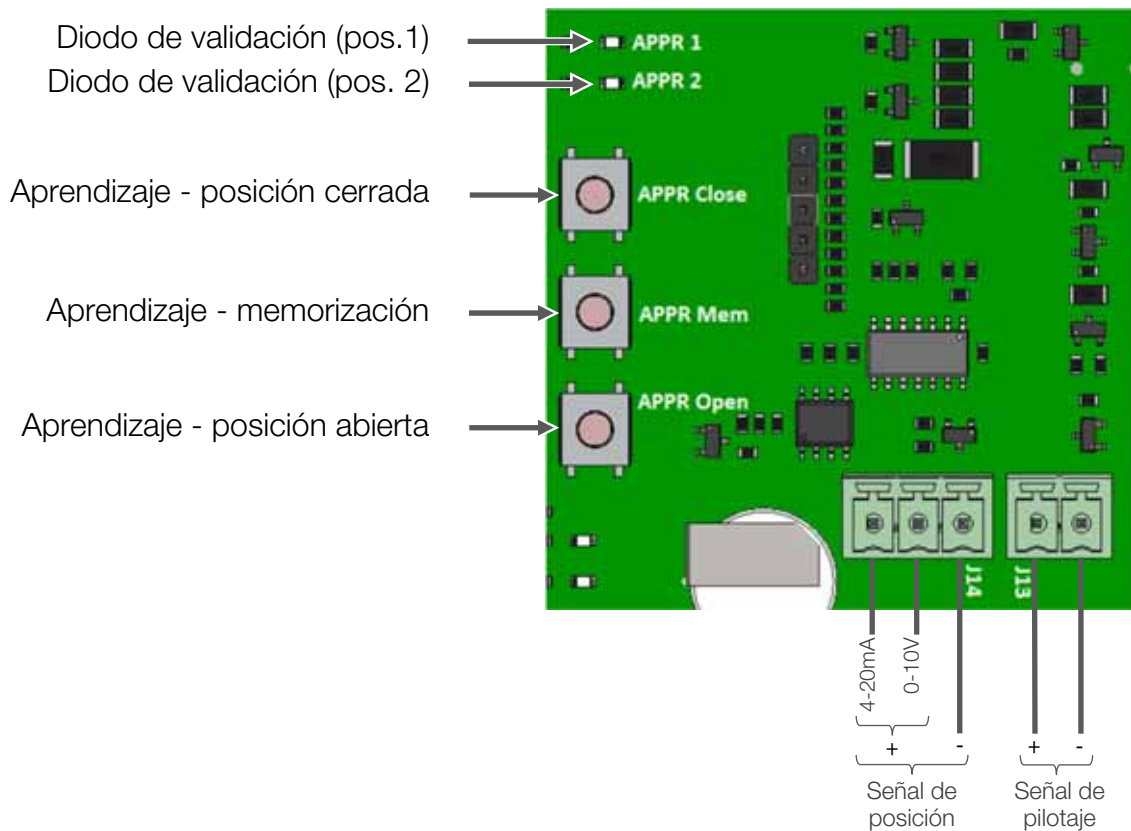 Diodo de validación (pos.1)
APPR 1
Diodo de validación (pos. 2)
APPR 2
Aprendizaje - posición cerrada
APPR Close
Aprendizaje - memorización
APPR Mem
Aprendizaje - posición abierta
APPR Open
J14
J13
4-20mA
0-10V
+
-
+
-
Señal de
posición
Señal de
pilotaje